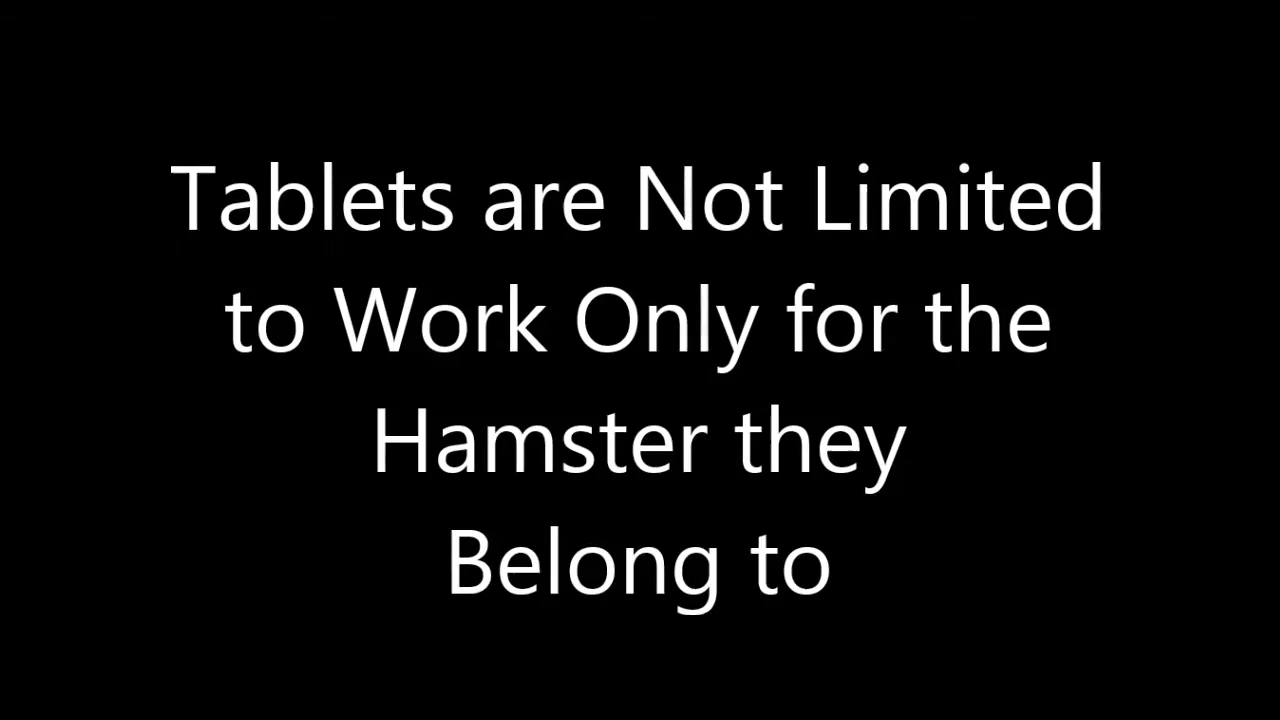 Tablets are Not Limited
to Work Only for the
Hamster they
Belong to